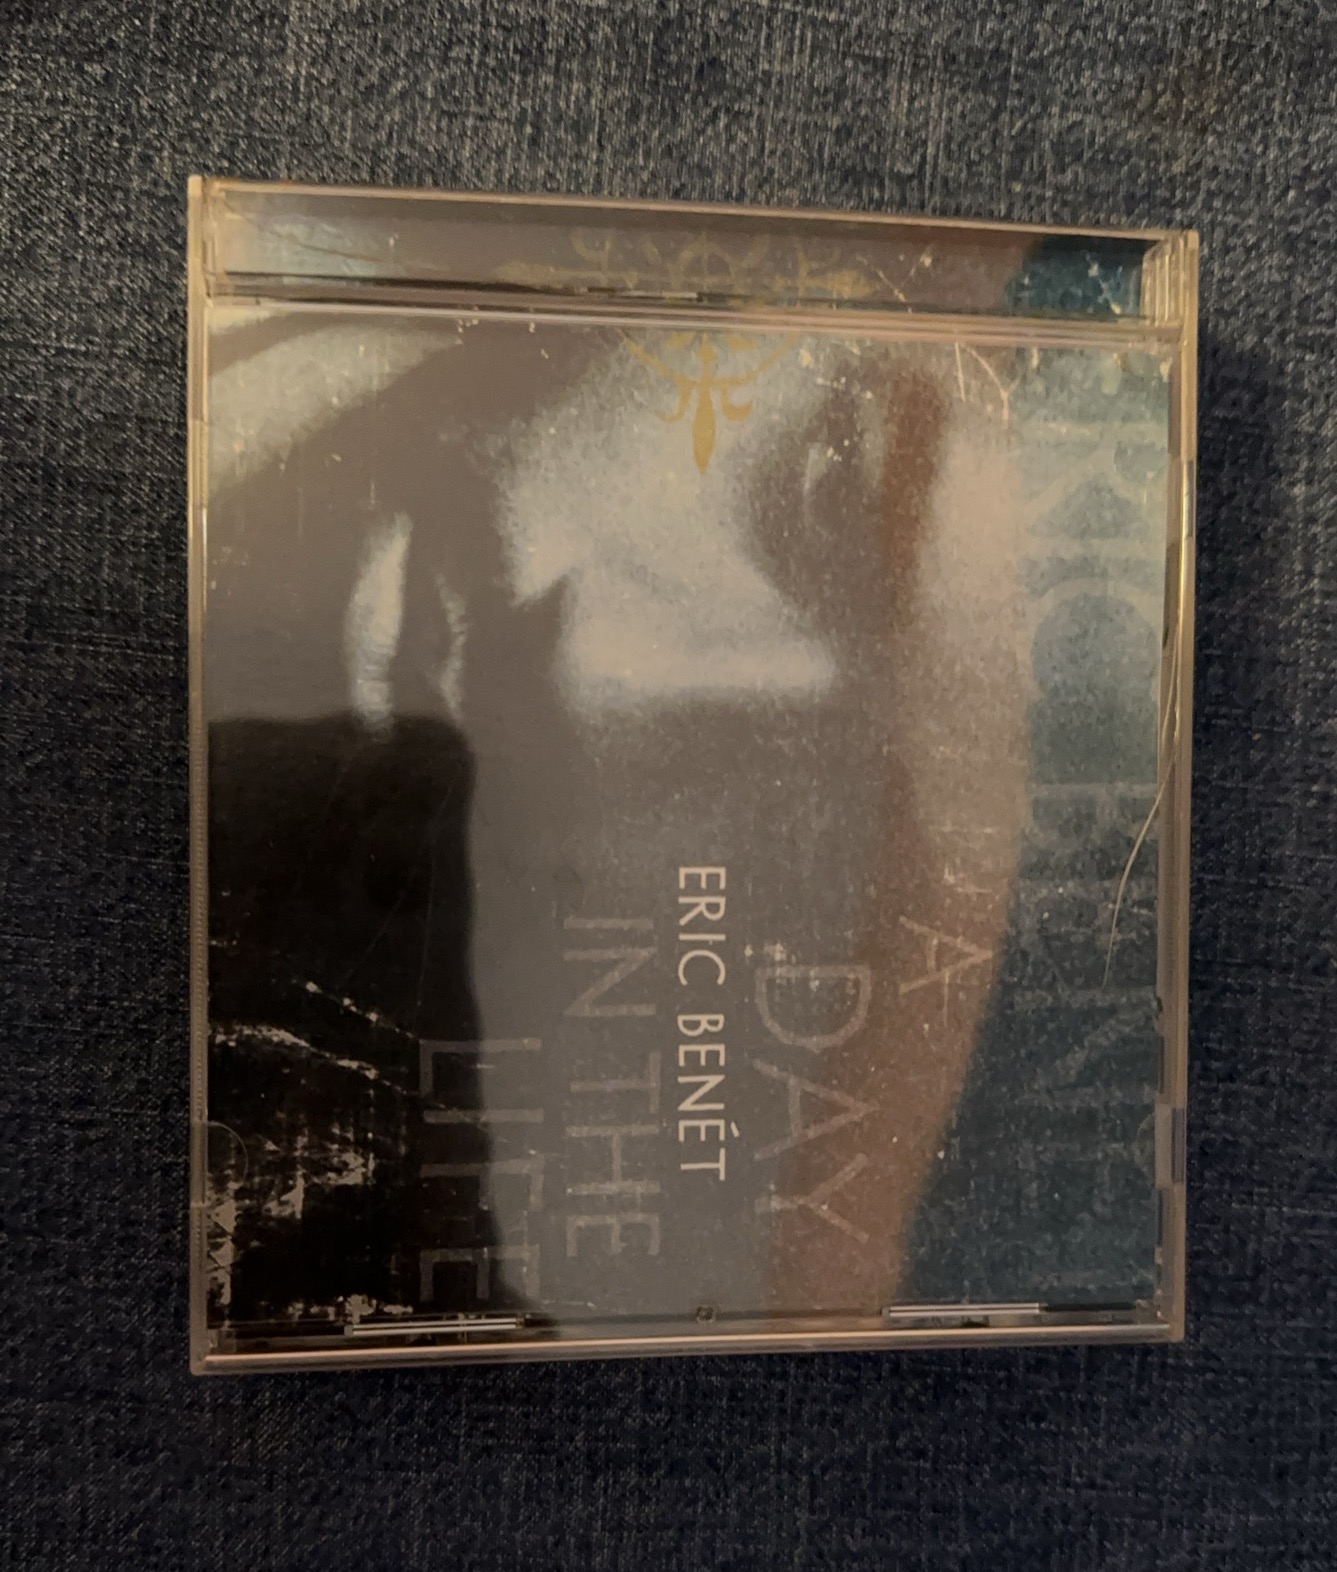 A
DAY
ERIC BENÉT
IN THE
LIFE